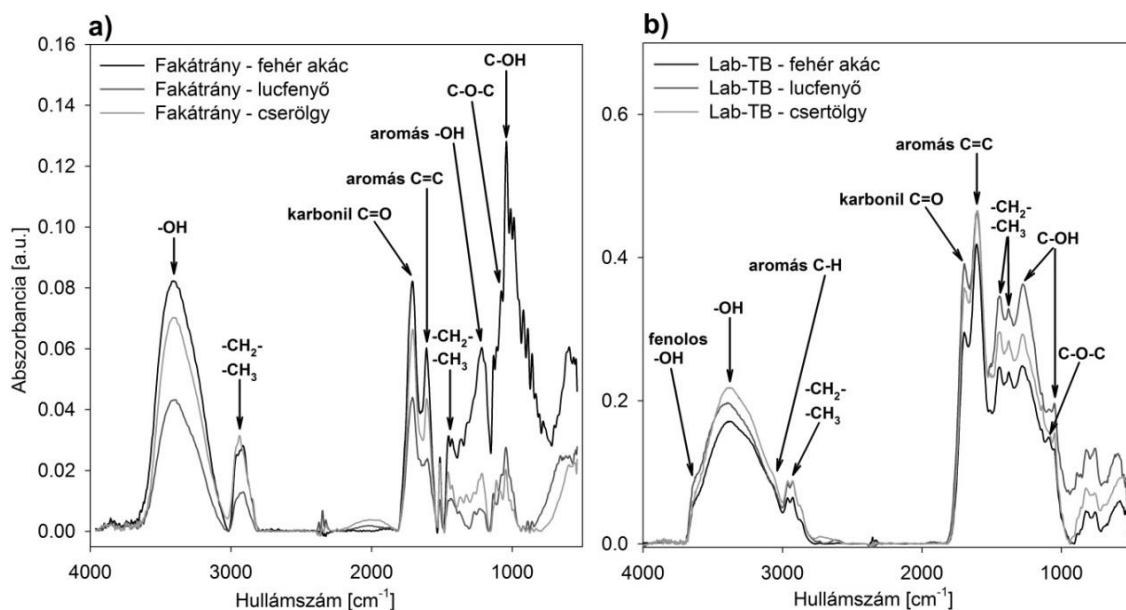 a)
Fakátrány - fehér akác
Fakátrány - lucfenyő
Fakátrány - cserölgy
C-OH
C-O-C
aromás -OH
aromás C=C
karbonil C=O
-OH
-CH₂-
-CH₃
-CH₂-
-CH₃
Abszorbancia [a.u.]
0.16
0.14
0.12
0.10
0.08
0.06
0.04
0.02
0.00
4000 3000 2000 1000
Hullámszám [cm⁻¹]
b)
Lab-TB - fehér akác
Lab-TB - lucfenyő
Lab-TB - csertölgy
aromás C=C
karbonil C=O
-CH₂-
-CH₃
C-OH
aromás C-H
-OH
fenolos
-OH
-CH₂-
-CH₃
C-O-C
0.6
0.4
0.2
0.0
4000 3000 2000 1000
Hullámszám [cm⁻¹]